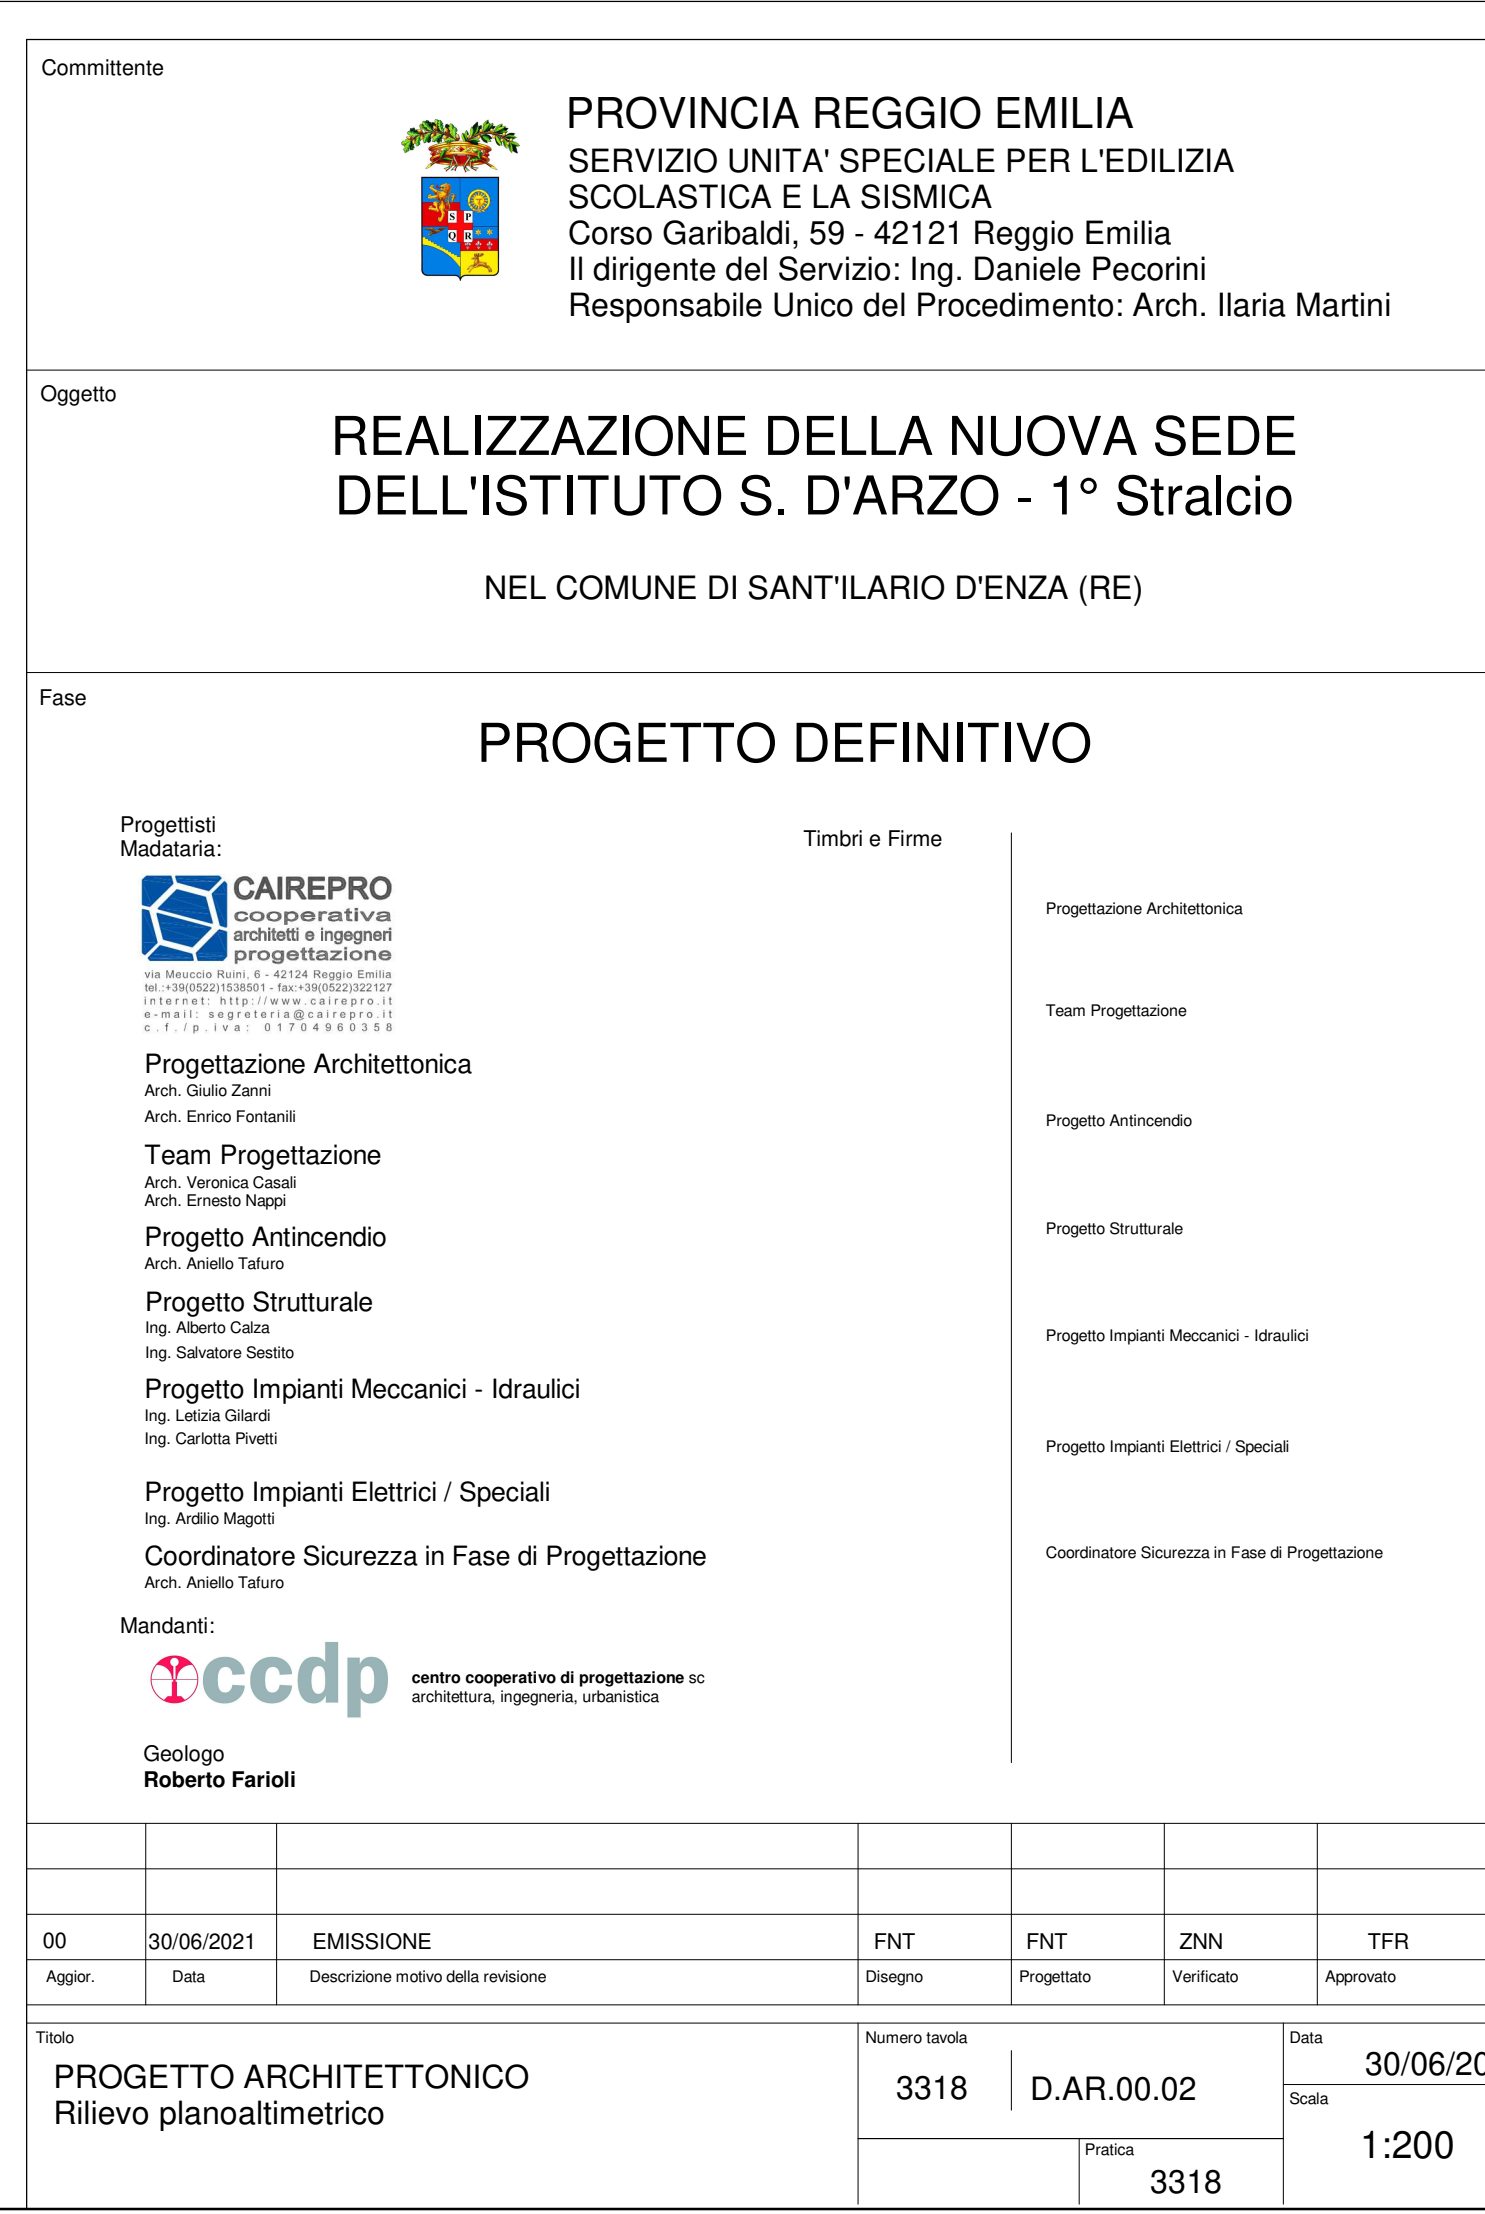 Committente
PROVINCIA REGGIO EMILIA
SERVIZIO UNITA' SPECIALE PER L'EDILIZIA
SCOLASTICA E LA SISMICA
Corso Garibaldi, 59 - 42121 Reggio Emilia
Il dirigente del Servizio: Ing. Daniele Pecorini
Responsabile Unico del Procedimento: Arch. Ilaria Martini
S P
Q R
Oggetto
REALIZZAZIONE DELLA NUOVA SEDE
DELL'ISTITUTO S. D'ARZO - 1° Stralcio
NEL COMUNE DI SANT'ILARIO D'ENZA (RE)
Fase
PROGETTO DEFINITIVO
Progettisti
Madataria:
CAIREPRO
cooperativa
architetti e ingegneri
progettazione
via Meuccio Ruini, 6 - 42124 Reggio Emilia
tel.:+39(0522)1538501 - fax:+39(0522)322127
internet: http://www.cairepro.it
e-mail: segreteria@cairepro.it
c.f./p.iva: 01704960358
Progettazione Architettonica
Arch. Giulio Zanni
Arch. Enrico Fontanili
Team Progettazione
Arch. Veronica Casali
Arch. Ernesto Nappi
Progetto Antincendio
Arch. Aniello Tafuro
Progetto Strutturale
Ing. Alberto Calza
Ing. Salvatore Sestito
Progetto Impianti Meccanici - Idraulici
Ing. Letizia Gilardi
Ing. Carlotta Pivetti
Progetto Impianti Elettrici / Speciali
Ing. Ardilio Magotti
Coordinatore Sicurezza in Fase di Progettazione
Arch. Aniello Tafuro
Mandanti:
ccdp
centro cooperativo di progettazione sc
architettura, ingegneria, urbanistica
Geologo
Roberto Farioli
Timbri e Firme
Progettazione Architettonica
Team Progettazione
Progetto Antincendio
Progetto Strutturale
Progetto Impianti Meccanici - Idraulici
Progetto Impianti Elettrici / Speciali
Coordinatore Sicurezza in Fase di Progettazione
00 30/06/2021 EMISSIONE FNT FNT ZNN TFR
Aggior. Data Descrizione motivo della revisione Disegno Progettato Verificato Approvato
Titolo
PROGETTO ARCHITETTONICO
Rilievo planoaltimetrico
Numero tavola
3318 D.AR.00.02
Pratica
3318
Data
30/06/20
Scala
1:200